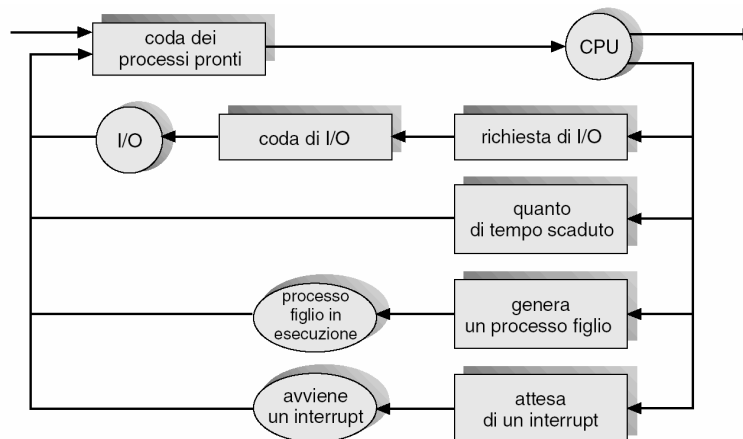 coda dei
processi pronti
CPU
I/O
coda di I/O
richiesta di I/O
quanto
di tempo scaduto
processo
figlio in
esecuzione
genera
un processo figlio
avviene
un interrupt
attesa
di un interrupt